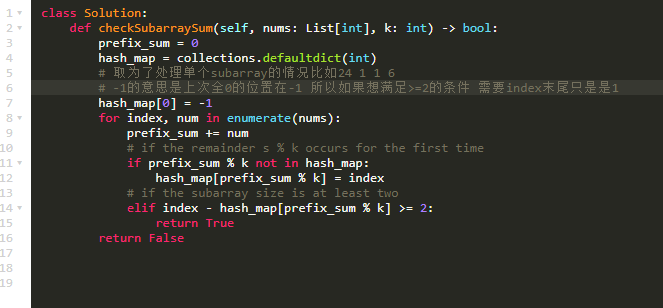 1 class Solution:
2 def checkSubarraySum(self, nums: List[int], k: int) -> bool:
3 prefix_sum = 0
4 hash_map = collections.defaultdict(int)
5 # 取为了处理单个subarray的情况比如24 1 1 6
6 # -1的意思是上次全0的位置在-1 所以如果想满足>=2的条件 需要index末尾只是是1
7 hash_map[0] = -1
8 for index, num in enumerate(nums):
9 prefix_sum += num
10 # if the remainder s % k occurs for the first time
11 if prefix_sum % k not in hash_map:
12 hash_map[prefix_sum % k] = index
13 # if the subarray size is at least two
14 elif index - hash_map[prefix_sum % k] >= 2:
15 return True
16 return False
17
18
19